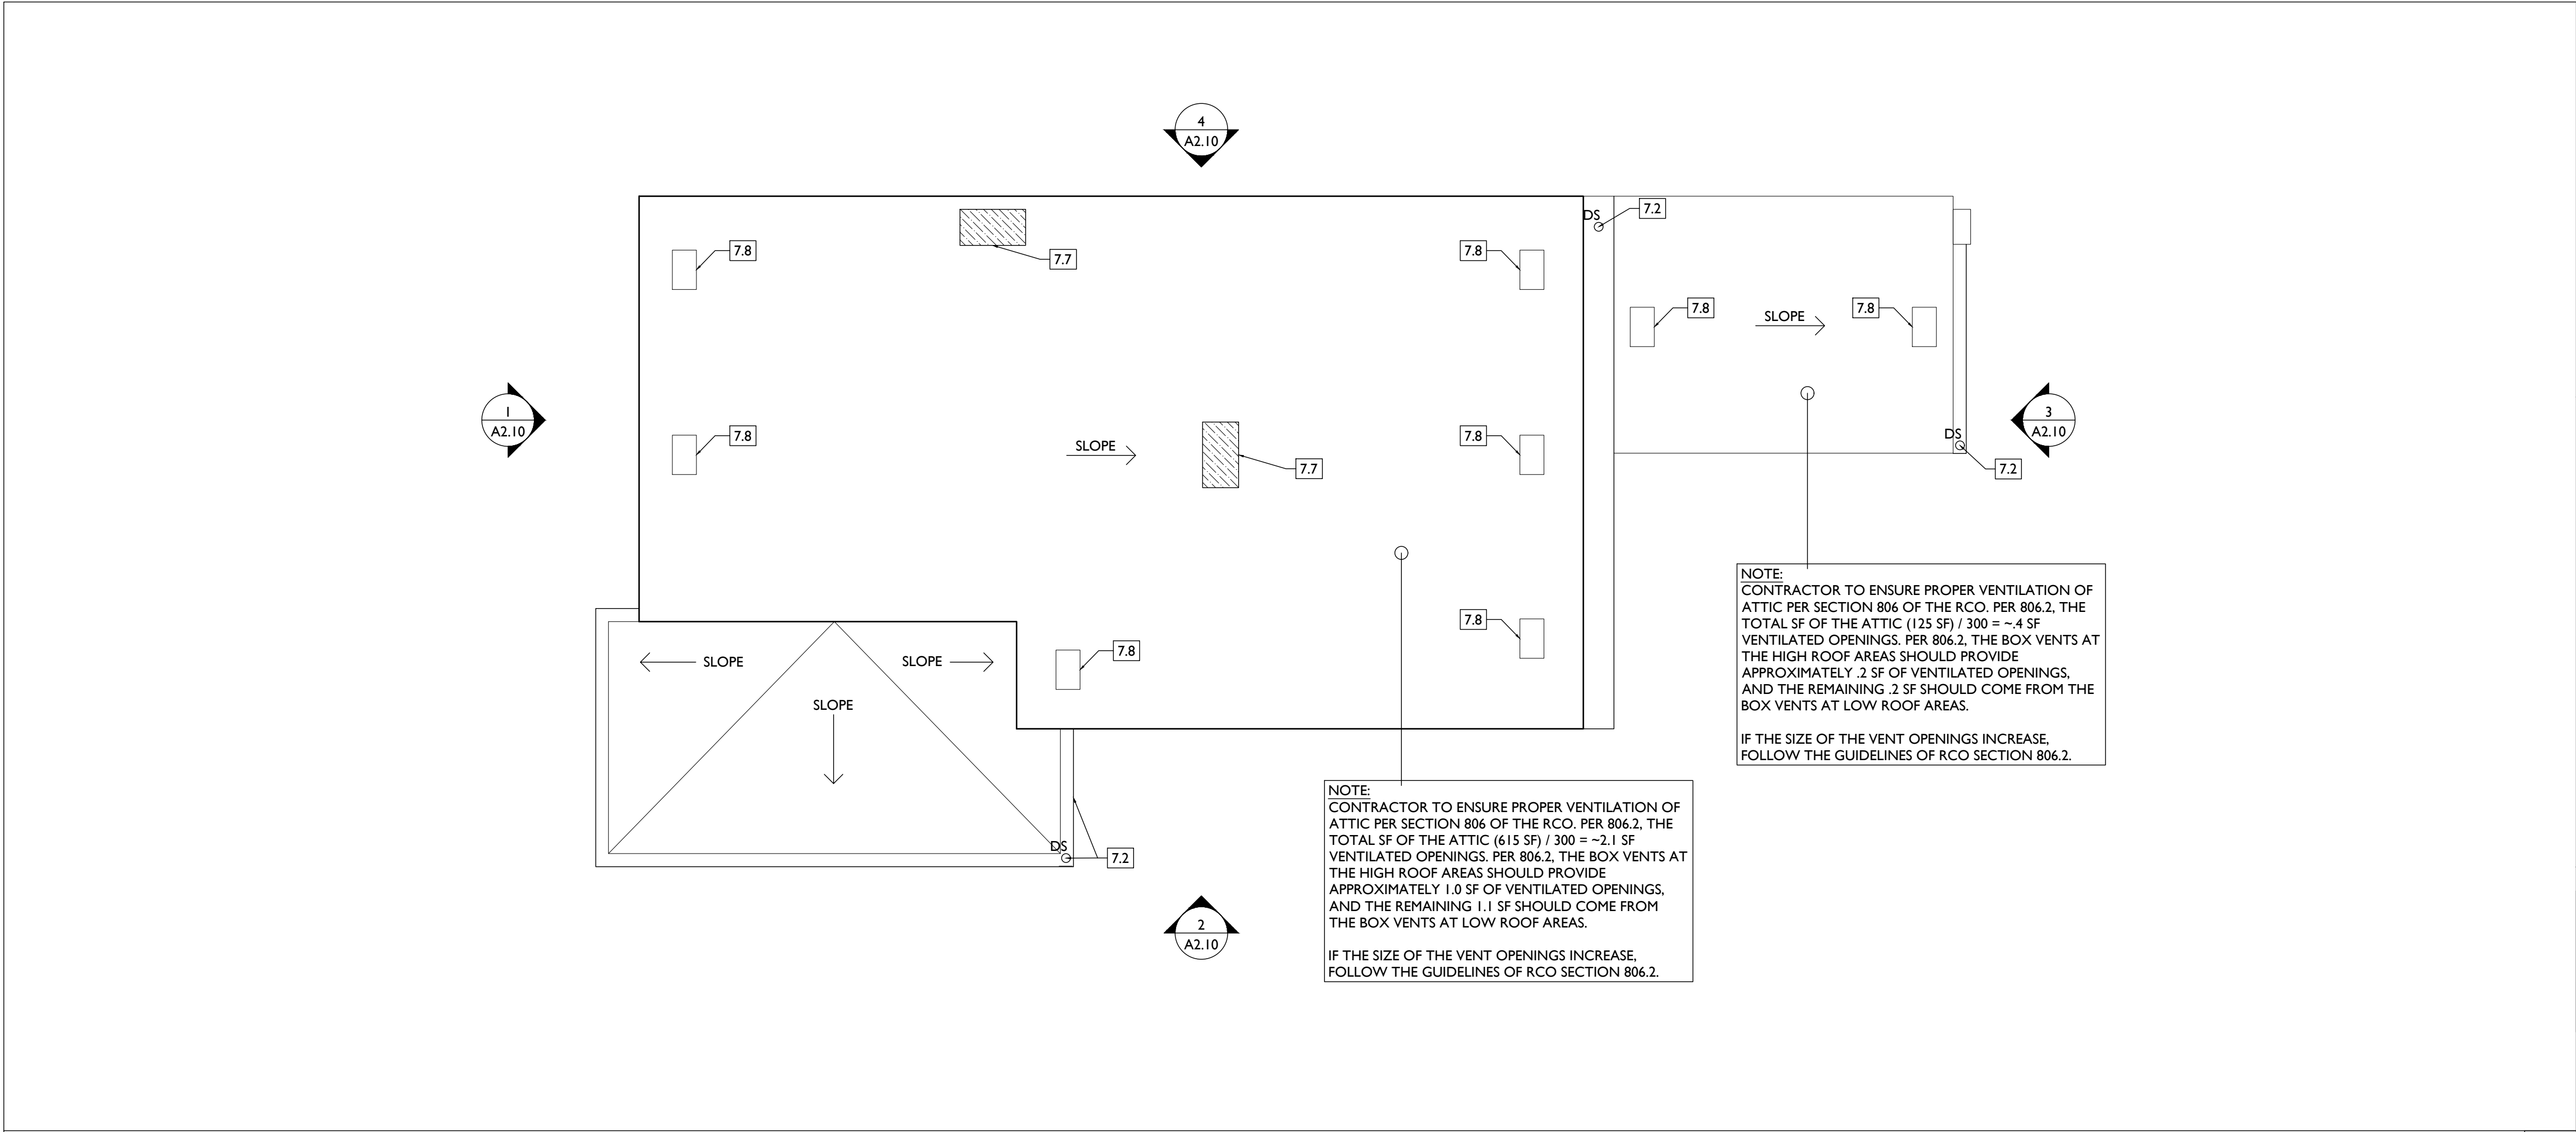 4
A2.10
DS
7.2
7.8
7.7
7.8
7.8
SLOPE
7.8
1
A2.10
7.8
SLOPE
7.7
7.8
DS
7.2
3
A2.10
7.8
7.8
SLOPE
SLOPE
SLOPE
DS
7.2
2
A2.10
NOTE:
CONTRACTOR TO ENSURE PROPER VENTILATION OF
ATTIC PER SECTION 806 OF THE RCO. PER 806.2, THE
TOTAL SF OF THE ATTIC (125 SF) / 300 = ~.4 SF
VENTILATED OPENINGS. PER 806.2, THE BOX VENTS AT
THE HIGH ROOF AREAS SHOULD PROVIDE
APPROXIMATELY .2 SF OF VENTILATED OPENINGS,
AND THE REMAINING .2 SF SHOULD COME FROM THE
BOX VENTS AT LOW ROOF AREAS.
IF THE SIZE OF THE VENT OPENINGS INCREASE,
FOLLOW THE GUIDELINES OF RCO SECTION 806.2.
NOTE:
CONTRACTOR TO ENSURE PROPER VENTILATION OF
ATTIC PER SECTION 806 OF THE RCO. PER 806.2, THE
TOTAL SF OF THE ATTIC (615 SF) / 300 = ~2.1 SF
VENTILATED OPENINGS. PER 806.2, THE BOX VENTS AT
THE HIGH ROOF AREAS SHOULD PROVIDE
APPROXIMATELY 1.0 SF OF VENTILATED OPENINGS,
AND THE REMAINING 1.1 SF SHOULD COME FROM
THE BOX VENTS AT LOW ROOF AREAS.
IF THE SIZE OF THE VENT OPENINGS INCREASE,
FOLLOW THE GUIDELINES OF RCO SECTION 806.2.